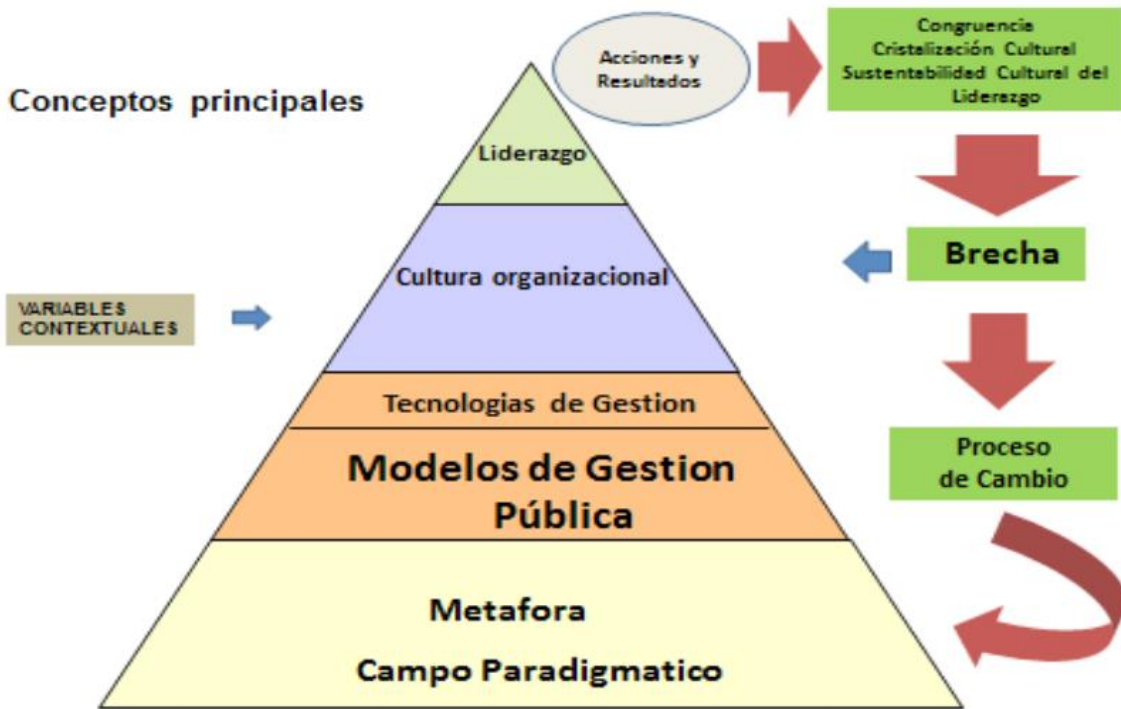 Conceptos principales
Acciones y
Resultados
Congruencia
Cristalización Cultural
Sustentabilidad Cultural del
Liderazgo
Liderazgo
Brecha
Cultura organizacional
VARIABLES
CONTEXTUALES
Tecnologias de Gestion
Modelos de Gestion
Pública
Proceso
de Cambio
Metafora
Campo Paradigmatico